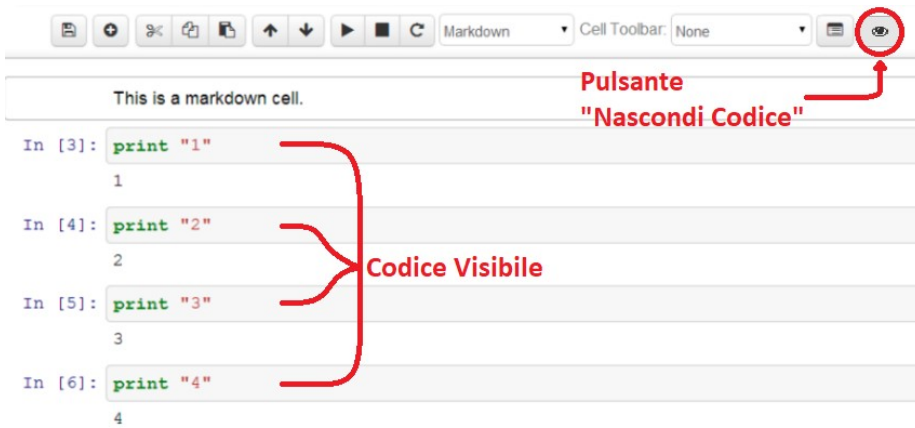 Markdown Cell Toolbar: None
Pulsante
"Nascondi Codice"
This is a markdown cell.
In [3]: print "1"
1
In [4]: print "2"
2
Codice Visibile
In [5]: print "3"
3
In [6]: print "4"
4